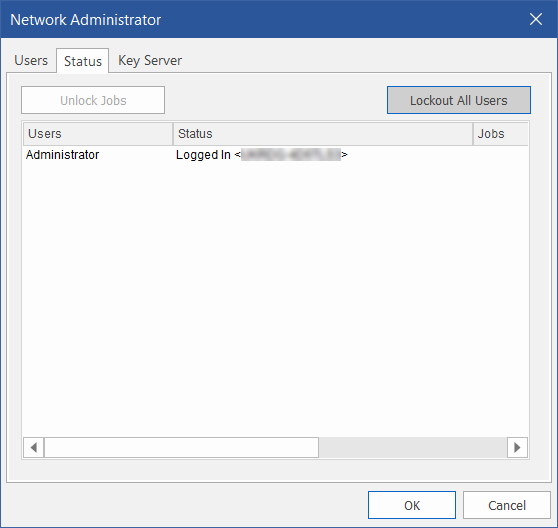 Network Administrator
Users Status Key Server
Unlock Jobs Lockout All Users
Users Status Jobs
Administrator Logged In < >
OK Cancel